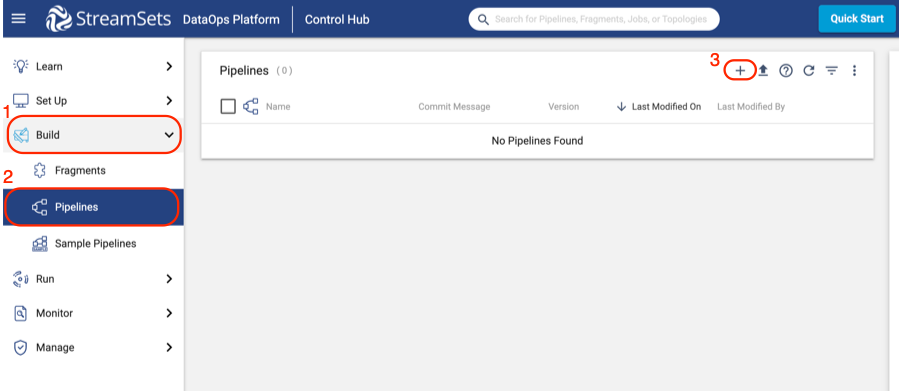 StreamSets DataOps Platform Control Hub Search for Pipelines, Fragments, Jobs, or Topologies Quick Start
Learn
Set Up
1
Build
2
Fragments
Pipelines
Sample Pipelines
Run
Monitor
Manage
Pipelines (0) 3
Name Commit Message Version Last Modified On Last Modified By
No Pipelines Found